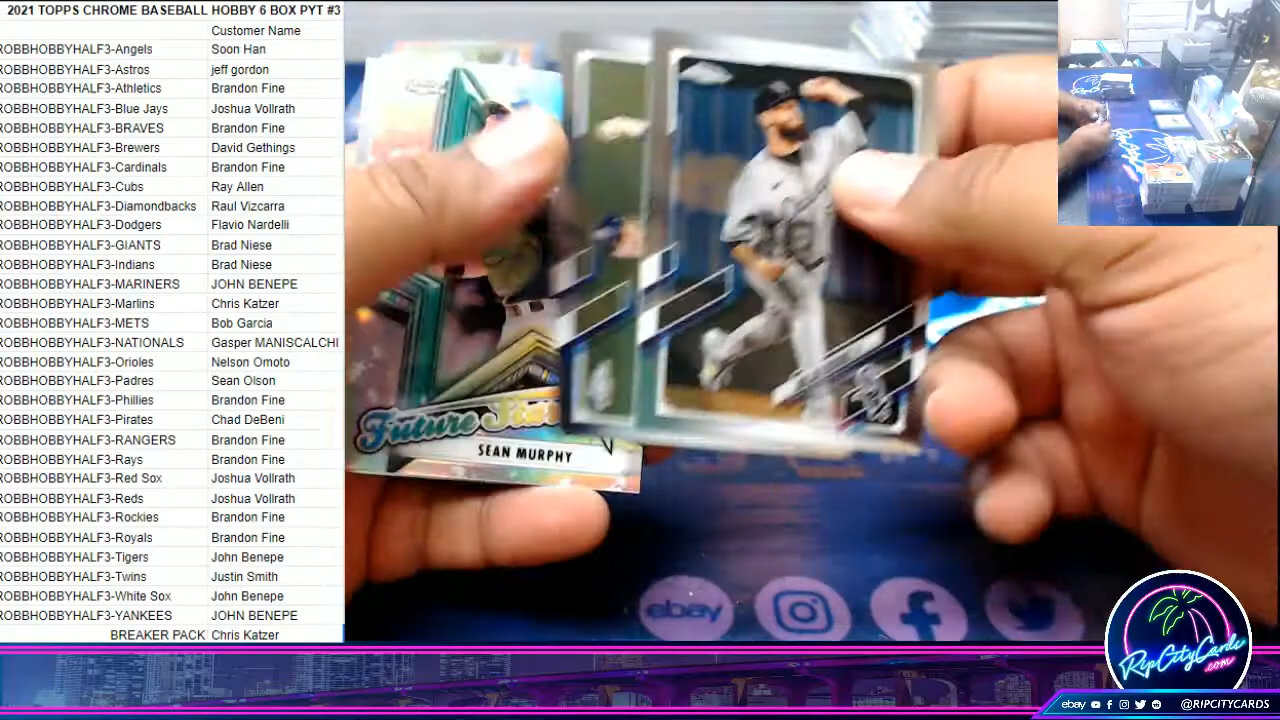 2021 TOPPS CHROME BASEBALL HOBBY 6 BOX PYT #3
Customer Name
ROBBHOBBYHALF3-Angels Soon Han
ROBBHOBBYHALF3-Astros jeff gordon
ROBBHOBBYHALF3-Athletics Brandon Fine
ROBBHOBBYHALF3-Blue Jays Joshua Vollrath
ROBBHOBBYHALF3-BRAVES Brandon Fine
ROBBHOBBYHALF3-Brewers David Gethings
ROBBHOBBYHALF3-Cardinals Brandon Fine
ROBBHOBBYHALF3-Cubs Ray Allen
ROBBHOBBYHALF3-Diamondbacks Raul Vizcarra
ROBBHOBBYHALF3-Dodgers Flavio Nardelli
ROBBHOBBYHALF3-GIANTS Brad Niese
ROBBHOBBYHALF3-Indians Brad Niese
ROBBHOBBYHALF3-MARINERS JOHN BENEPE
ROBBHOBBYHALF3-Marlins Chris Katzer
ROBBHOBBYHALF3-METS Bob Garcia
ROBBHOBBYHALF3-NATIONALS Gasper MANISCALCHI
ROBBHOBBYHALF3-Orioles Nelson Omoto
ROBBHOBBYHALF3-Padres Sean Olson
ROBBHOBBYHALF3-Phillies Brandon Fine
ROBBHOBBYHALF3-Pirates Chad DeBeni
ROBBHOBBYHALF3-RANGERS Brandon Fine
ROBBHOBBYHALF3-Rays Brandon Fine
ROBBHOBBYHALF3-Red Sox Joshua Vollrath
ROBBHOBBYHALF3-Reds Joshua Vollrath
ROBBHOBBYHALF3-Rockies Brandon Fine
ROBBHOBBYHALF3-Royals Brandon Fine
ROBBHOBBYHALF3-Tigers John Benepe
ROBBHOBBYHALF3-Twins Justin Smith
ROBBHOBBYHALF3-White Sox John Benepe
ROBBHOBBYHALF3-YANKEES JOHN BENEPE
BREAKER PACK Chris Katzer
Future
SEAN MURPHY
ebay
RipCityCards
.com
ebay @RIPCITYCARDS